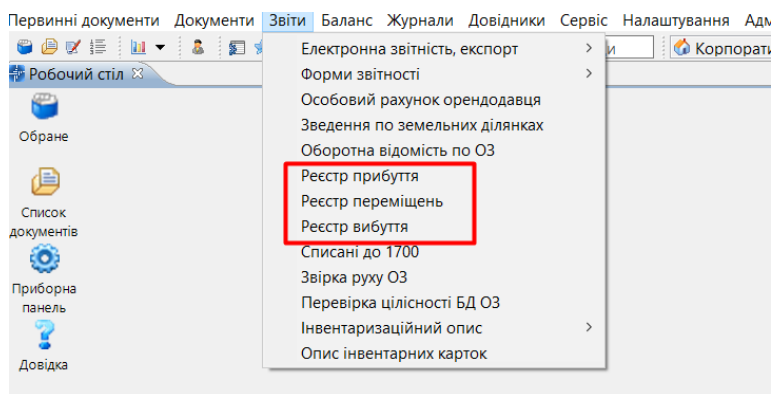 Первинні документи Документи Звіти Баланс Журнали Довідники Сервіс Налаштування
Робочий стіл
Електронна звітність, експорт
Форми звітності
Особовий рахунок орендодавця
Зведення по земельних ділянках
Оборотна відомість по ОЗ
Реєстр прибуття
Реєстр переміщень
Реєстр вибуття
Списані до 1700
Звірка руху ОЗ
Перевірка цілісності БД ОЗ
Інвентаризаційний опис
Опис інвентарних карток
Обране
Список
документів
Приборна
панель
Довідка